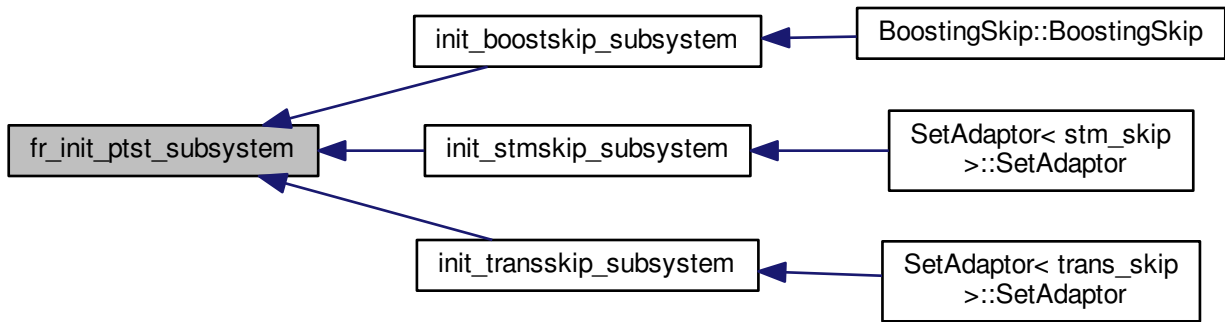 init_boostskip_subsystem
BoostingSkip::BoostingSkip
fr_init_ptst_subsystem
init_stmskip_subsystem
SetAdaptor< stm_skip
>::SetAdaptor
init_transskip_subsystem
SetAdaptor< trans_skip
>::SetAdaptor